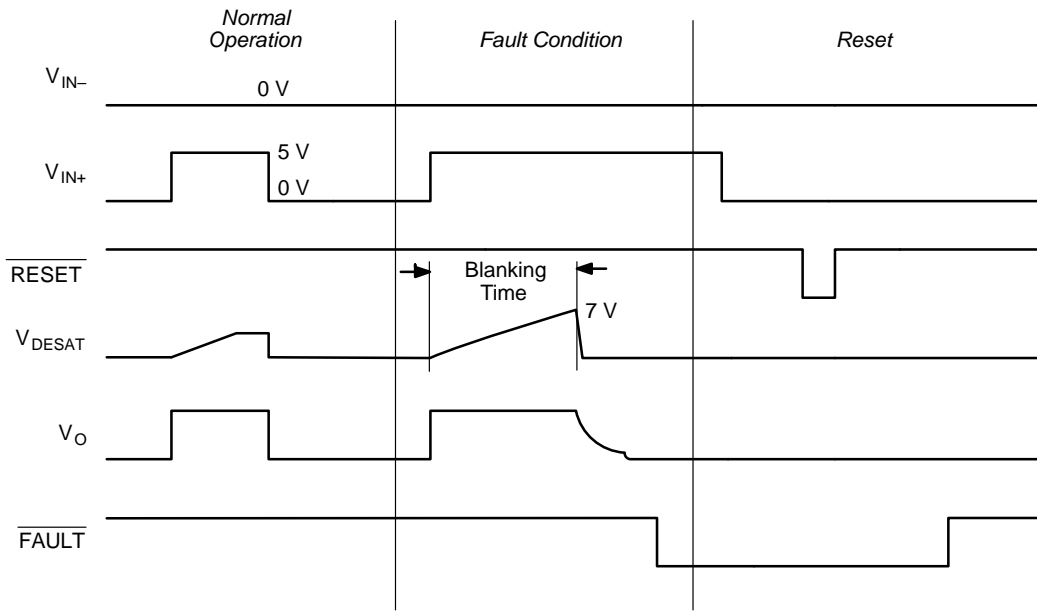 Normal
Operation
Fault Condition
Reset
VIN–
0 V
VIN+
5 V
0 V
RESET
Blanking
Time
7 V
VDESAT
VO
FAULT